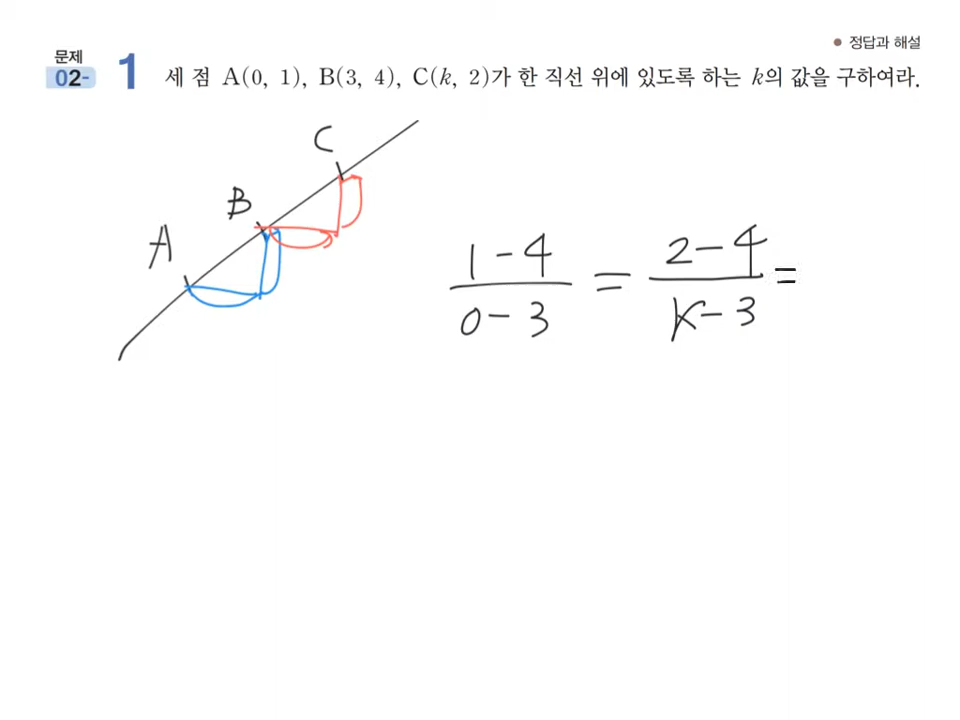 ● 정답과 해설
문제
02- 1 세 점 A(0, 1), B(3, 4), C(k, 2)가 한 직선 위에 있도록 하는 k의 값을 구하여라.
C
B
A
1-4 = 2-4 =
0-3 k-3